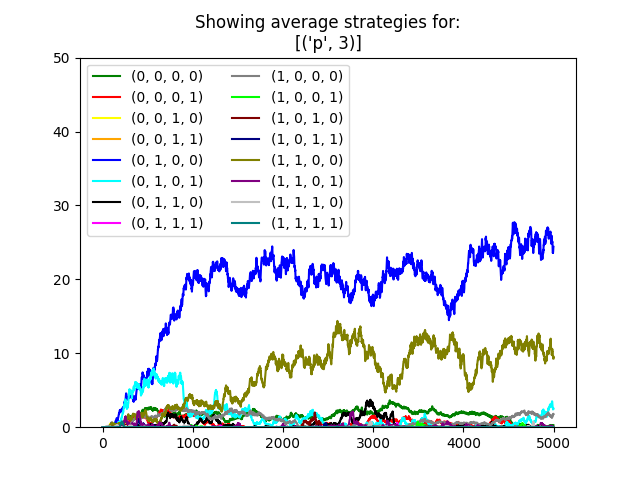 Showing average strategies for:
[('p', 3)]
50
40
30
20
10
0
(0, 0, 0, 0)
(0, 0, 0, 1)
(0, 0, 1, 0)
(0, 0, 1, 1)
(0, 1, 0, 0)
(0, 1, 0, 1)
(0, 1, 1, 0)
(0, 1, 1, 1)
(1, 0, 0, 0)
(1, 0, 0, 1)
(1, 0, 1, 0)
(1, 0, 1, 1)
(1, 1, 0, 0)
(1, 1, 0, 1)
(1, 1, 1, 0)
(1, 1, 1, 1)
0 1000 2000 3000 4000 5000